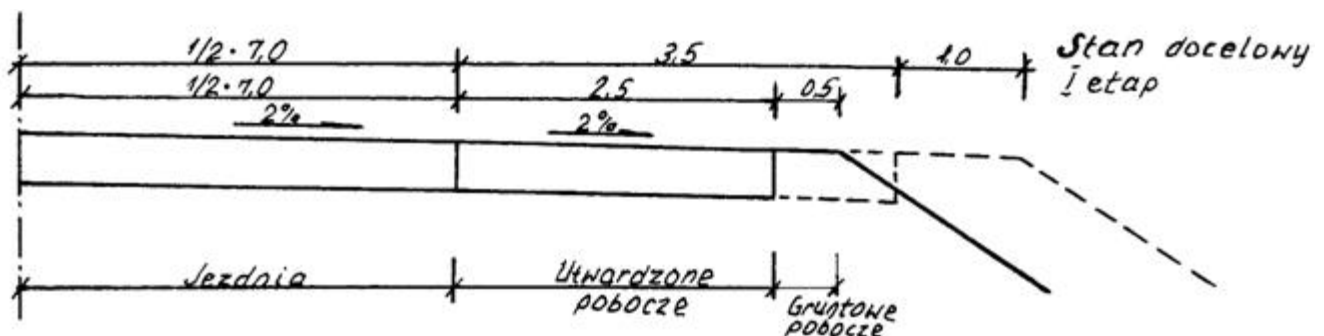 1/2·7,0 3,5 1,0 Stan docelowy
1/2·7,0 2,5 0,5 I etap
2% 2%
Jezdnia Utwardzone pobocze Gruntowe pobocze